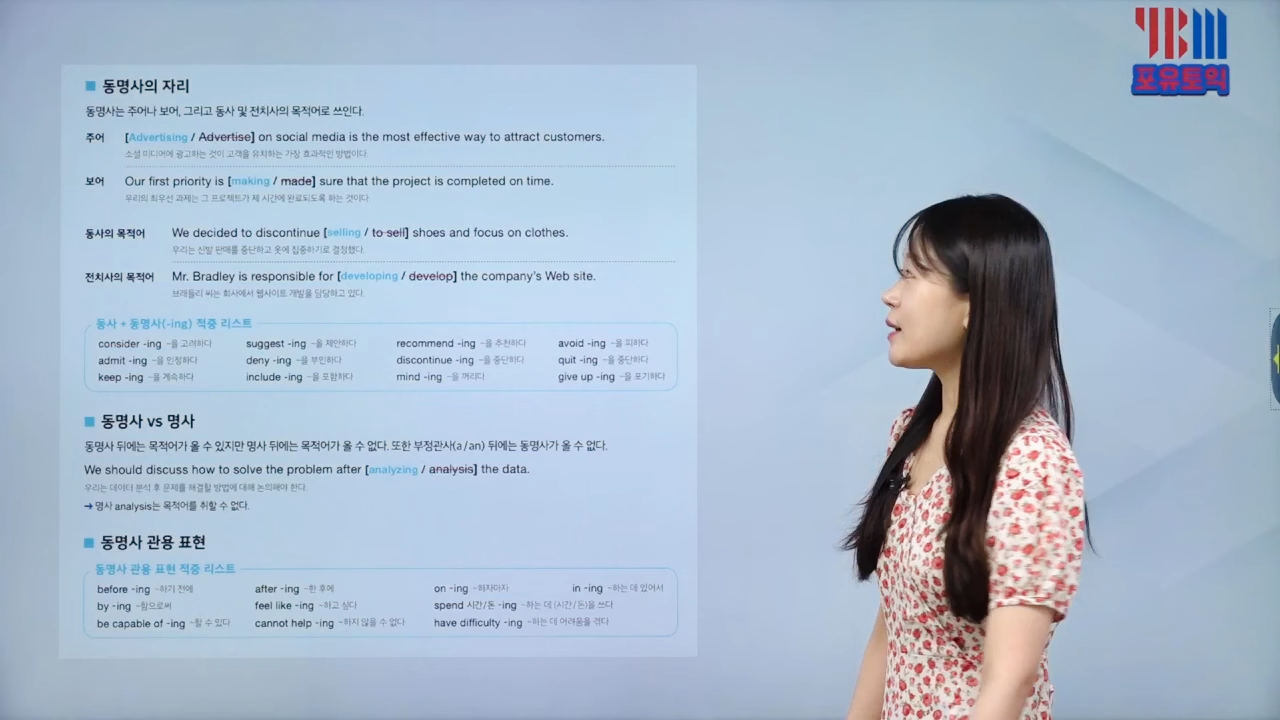 YBM
포유토익
동명사의 자리
동명사는 주어나 보어, 그리고 동사 및 전치사의 목적어로 쓰인다.
주어 [Advertising / Advertise] on social media is the most effective way to attract customers.
소셜 미디어에 광고하는 것이 고객을 유치하는 가장 효과적인 방법이다.
보어 Our first priority is [making / made] sure that the project is completed on time.
우리의 최우선 과제는 그 프로젝트가 제 시간에 완료되도록 하는 것이다.
동사의 목적어 We decided to discontinue [selling / to sell] shoes and focus on clothes.
우리는 신발 판매를 중단하고 옷에 집중하기로 결정했다.
전치사의 목적어 Mr. Bradley is responsible for [developing / develop] the company's Web site.
브래들리 씨는 회사에서 웹사이트 개발을 담당하고 있다.
동사 + 동명사(-ing) 적중 리스트
consider -ing ~을 고려하다 suggest -ing ~을 제안하다 recommend -ing ~을 추천하다 avoid -ing ~을 피하다
admit -ing ~을 인정하다 deny -ing ~을 부인하다 discontinue -ing ~을 중단하다 quit -ing ~을 중단하다
keep -ing ~을 계속하다 include -ing ~을 포함하다 mind -ing ~을 꺼리다 give up -ing ~을 포기하다
동명사 vs 명사
동명사 뒤에는 목적어가 올 수 있지만 명사 뒤에는 목적어가 올 수 없다. 또한 부정관사(a/an) 뒤에는 동명사가 올 수 없다.
We should discuss how to solve the problem after [analyzing / analysis] the data.
우리는 데이터 분석 후 문제를 해결할 방법에 대해 논의해야 한다.
→ 명사 analysis는 목적어를 취할 수 없다.
동명사 관용 표현
동명사 관용 표현 적중 리스트
before -ing ~하기 전에 after -ing ~한 후에 on -ing ~하자마자 in -ing ~하는 데 있어서
by -ing ~함으로써 feel like -ing ~하고 싶다 spend 시간/돈 -ing ~하는 데 (시간/돈)을 쓰다
be capable of -ing ~할 수 있다 cannot help -ing ~하지 않을 수 없다 have difficulty -ing ~하는 데 어려움을 겪다